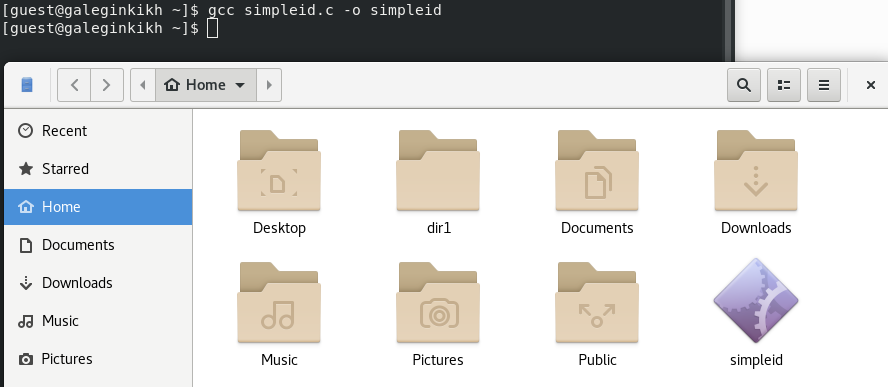 [guest@galeginkikh ~]$ gcc simpleid.c -o simpleid
[guest@galeginkikh ~]$
Home
Recent
Starred
Home
Documents
Downloads
Music
Pictures
Desktop
dir1
Documents
Downloads
Music
Pictures
Public
simpleid